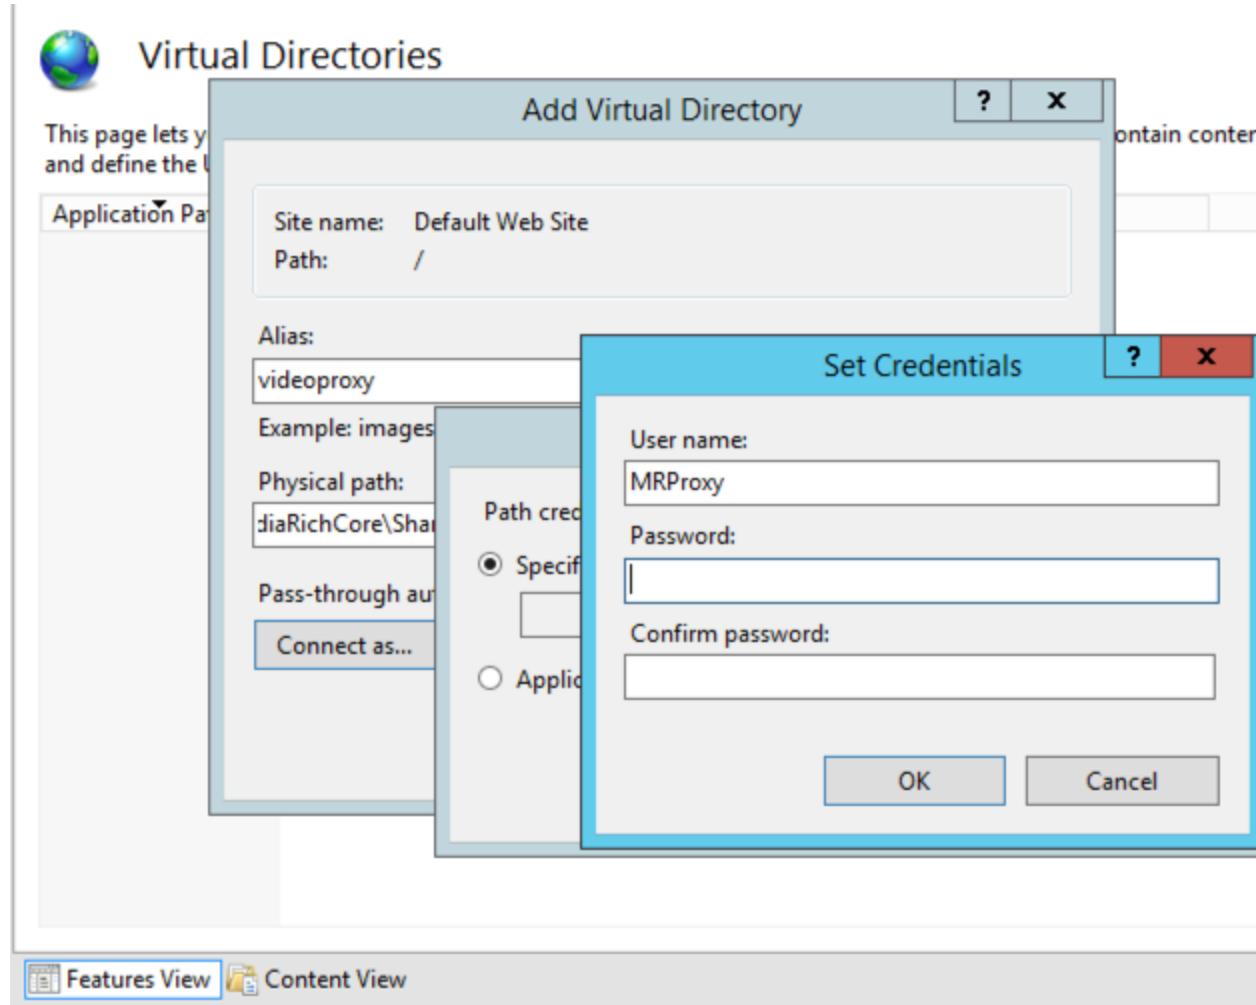 Virtual Directories
Add Virtual Directory
? x
This page lets y
ontain conter
and define the
Application Pa
Site name: Default Web Site
Path: /
Alias:
videoproxy
Example: images
Physical path:
diaRichCore\Shar
Pass-through au
Connect as...
Path cred
Specif
Applic
Set Credentials
? x
User name:
MRProxy
Password:
Confirm password:
OK Cancel
Features View Content View